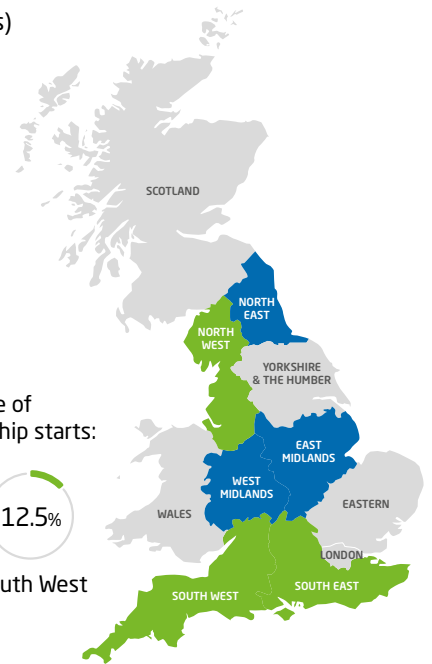 s)
SCOTLAND
NORTH
EAST
NORTH
WEST
YORKSHIRE
& THE HUMBER
e of
hip starts:
EAST
MIDLANDS
WEST
MIDLANDS
12.5%
WALES
EASTERN
LONDON
uth West
SOUTH WEST
SOUTH EAST